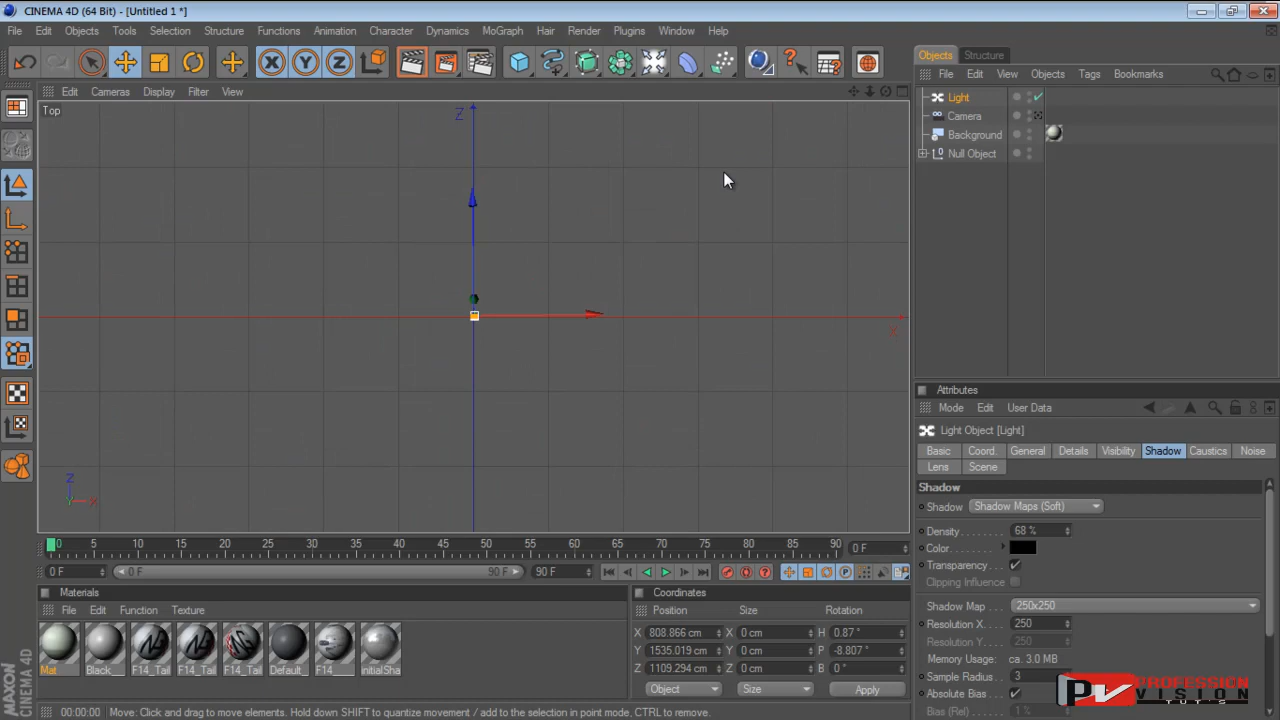 CINEMA 4D (64 Bit) - [Untitled 1 *]
File Edit Objects Tools Selection Structure Functions Animation Character Dynamics MoGraph Hair Render Plugins Window Help
Objects Structure
File Edit View Objects Tags Bookmarks
Edit Cameras Display Filter View
Top
Z
X
Z
Y X
Light
Camera
Background
Null Object
Attributes
Mode Edit User Data
Light Object [Light]
Basic Coord. General Details Visibility Shadow Caustics Noise
Lens Scene
Shadow
Shadow Shadow Maps (Soft)
Density 68 %
Color
Transparency
Clipping Influence
Shadow Map 250x250
Resolution X. 250
Resolution Y. 250
Memory Usage: ca. 3.0 MB
Sample Radius 3
Absolute Bias
Bias (Rel) 1 %
0 5 10 15 20 25 30 35 40 45 50 55 60 65 70 75 80 85 90 0 F
0 F 0 F 90 F 90 F
Materials
File Edit Function Texture
Mat Black_ F14_Tail F14_Tail F14_Tail Default_ F14___ initialSha
Coordinates
Position Size Rotation
X 808.866 cm X 0 cm H 0.87 °
Y 1535.019 cm Y 0 cm P -8.807 °
Z 1109.294 cm Z 0 cm B 0 °
Object Size Apply
MAXON
CINEMA 4D
00:00:00 Move: Click and drag to move elements. Hold down SHIFT to quantize movement / add to the selection in point mode, CTRL to remove.
PV PROFESSION
VISION
TUT'S